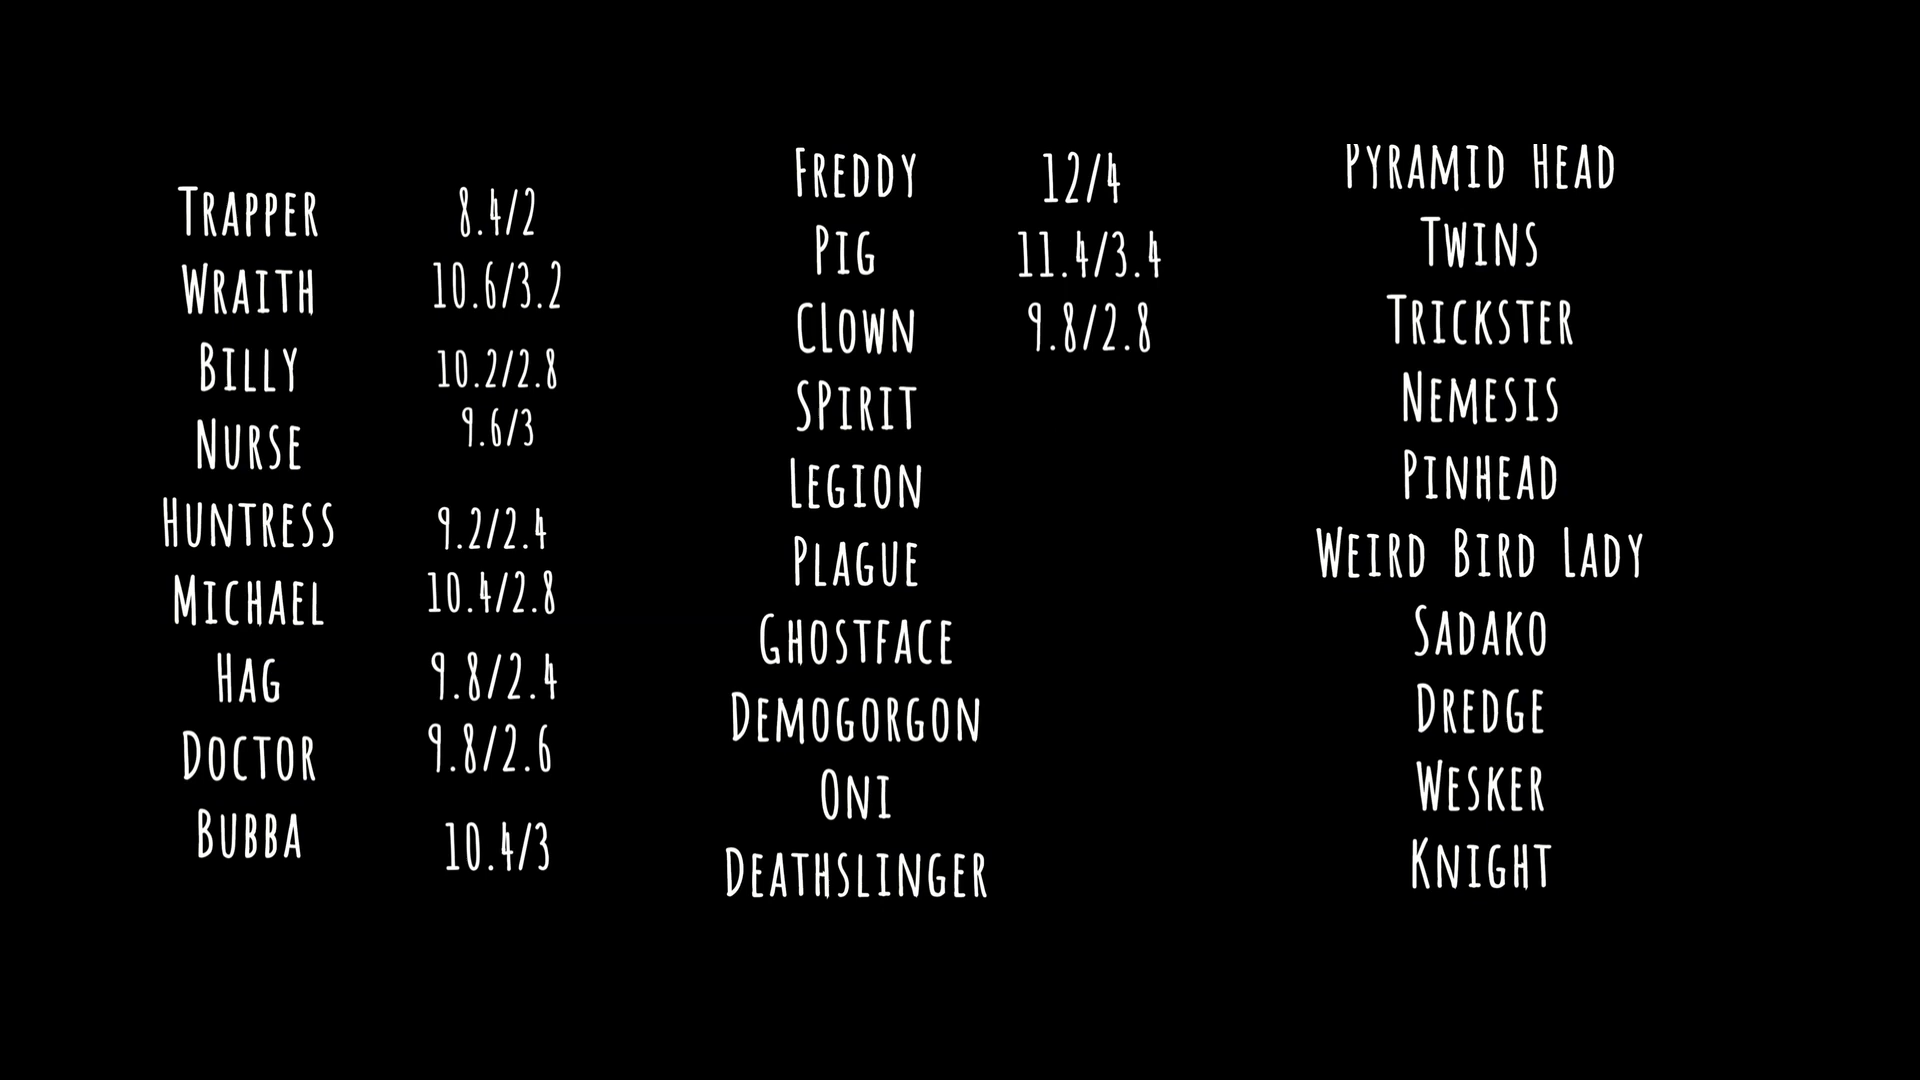 Trapper 8.4/2
Wraith 10.6/3.2
Billy 10.2/2.8
Nurse 9.6/3
Huntress 9.2/2.4
Michael 10.4/2.8
Hag 9.8/2.4
Doctor 9.8/2.6
Bubba 10.4/3
Freddy 12/4
Pig 11.4/3.4
Clown 9.8/2.8
SPirit
Legion
Plague
Ghostface
Demogorgon
Oni
Deathslinger
Pyramid Head
Twins
Trickster
Nemesis
Pinhead
Weird Bird Lady
Sadako
Dredge
Wesker
Knight